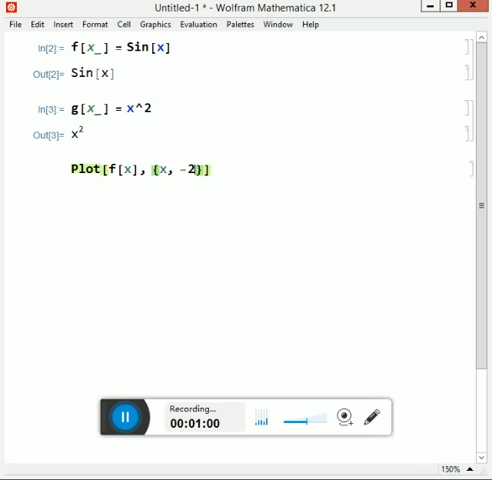 Untitled-1 * - Wolfram Mathematica 12.1
File Edit Insert Format Cell Graphics Evaluation Palettes Window Help
In[2]:= f[x_] = Sin[x]
Out[2]= Sin[x]
In[3]:= g[x_] = x^2
Out[3]= x²
Plot[f[x], {x, -2}]
Recording...
00:01:00
150%